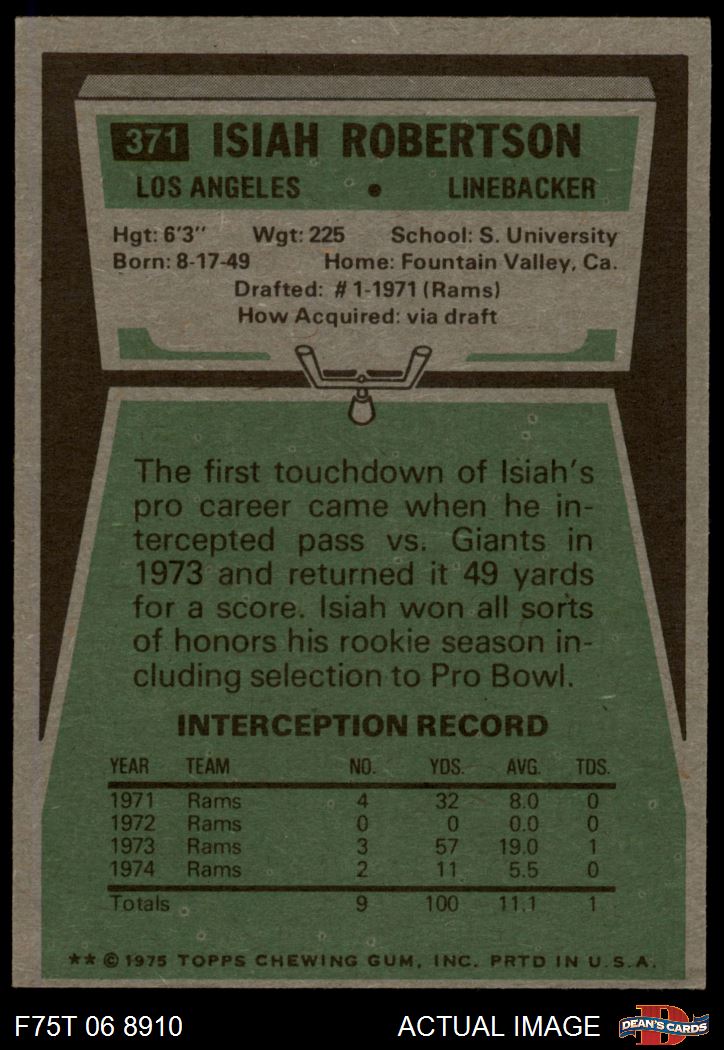 371 ISIAH ROBERTSON
LOS ANGELES • LINEBACKER
Hgt: 6'3" Wgt: 225 School: S. University
Born: 8-17-49 Home: Fountain Valley, Ca.
Drafted: #1-1971 (Rams)
How Acquired: via draft
The first touchdown of Isiah's
pro career came when he in-
tercepted pass vs. Giants in
1973 and returned it 49 yards
for a score. Isiah won all sorts
of honors his rookie season in-
cluding selection to Pro Bowl.
INTERCEPTION RECORD
YEAR TEAM NO. YDS. AVG. TDS.
1971 Rams 4 32 8.0 0
1972 Rams 0 0 0.0 0
1973 Rams 3 57 19.0 1
1974 Rams 2 11 5.5 0
Totals 9 100 11.1 1
** © 1975 TOPPS CHEWING GUM, INC. PRTD IN U.S.A.
F75T 06 8910 ACTUAL IMAGE D DEAN'S CARDS